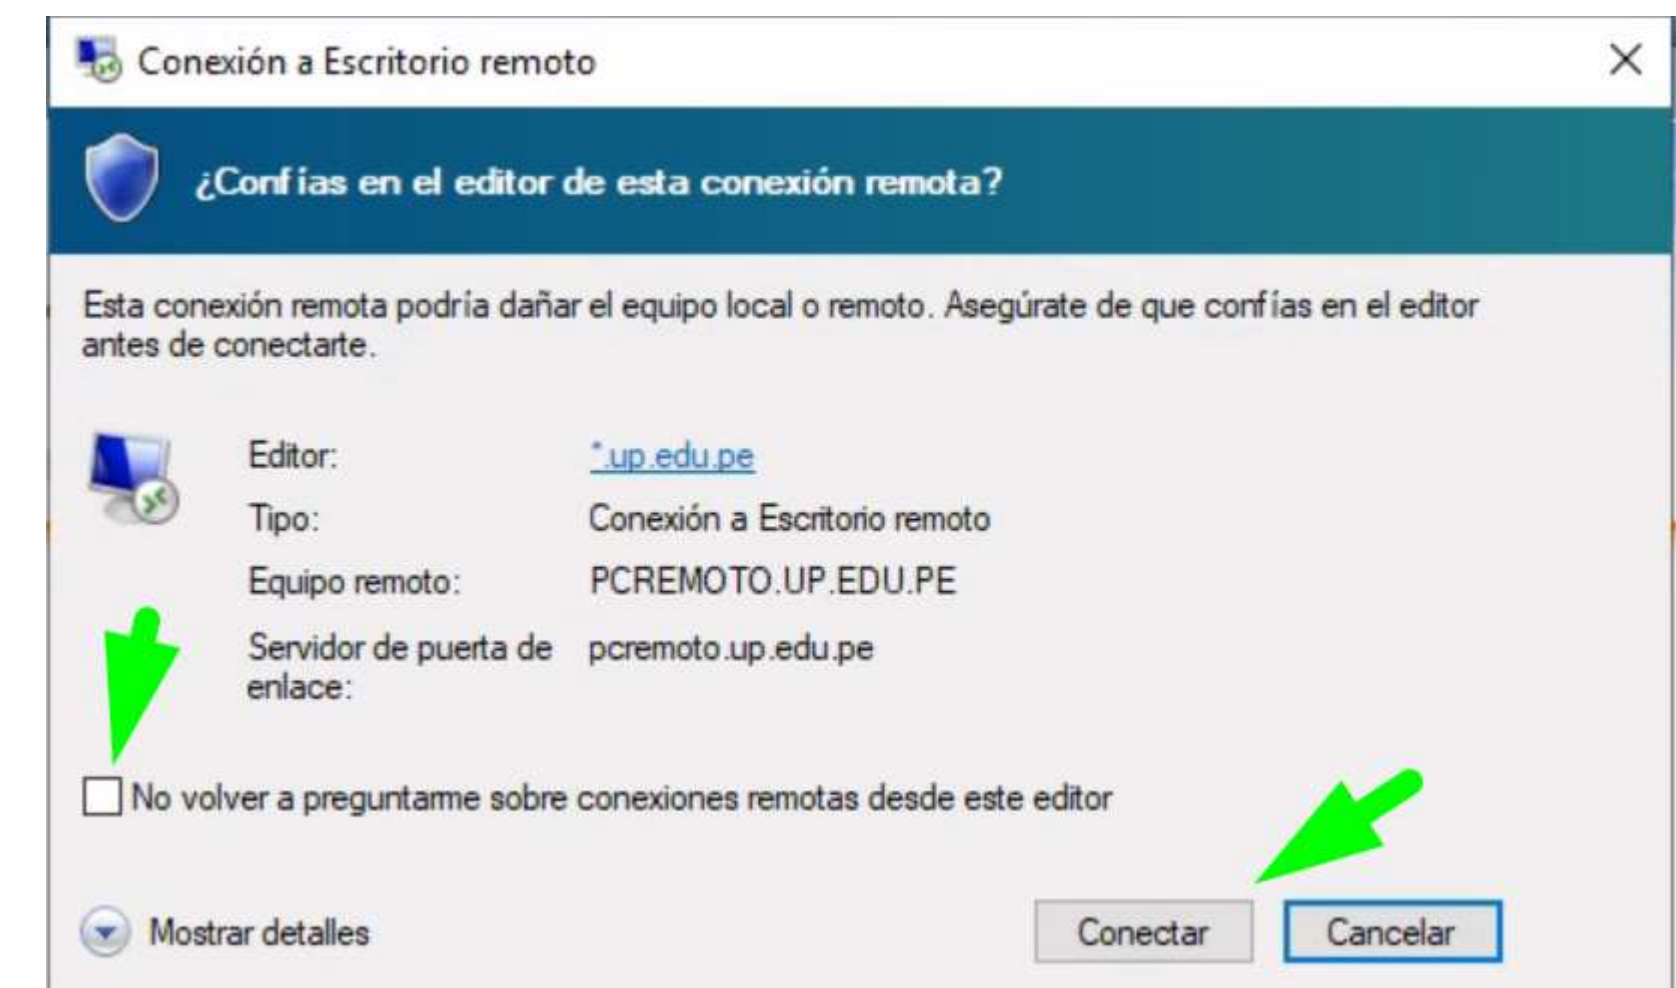 Conexión a Escritorio remoto
¿Confías en el editor de esta conexión remota?
Esta conexión remota podría dañar el equipo local o remoto. Asegúrate de que confías en el editor
antes de conectarte.
Editor: *.up.edu.pe
Tipo: Conexión a Escritorio remoto
Equipo remoto: PCREMOTO.UP.EDU.PE
Servidor de puerta de pcremoto.up.edu.pe
enlace:
No volver a preguntarme sobre conexiones remotas desde este editor
Mostrar detalles
Conectar
Cancelar